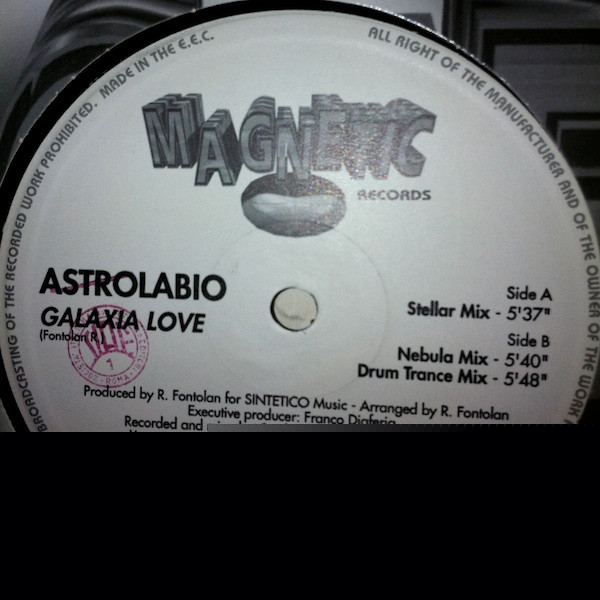 BROADCASTING OF THE RECORDED WORK PROHIBITED. MADE IN THE E.E.C.
ALL RIGHT OF THE MANUFACTURER AND OF THE OWNER OF THE WORK
MAGNETIC
RECORDS
ASTROLABIO
GALAXIA LOVE
(Fontolan R.)
Side A
Stellar Mix - 5'37"
Side B
Nebula Mix - 5'40"
Drum Trance Mix - 5'48"
Produced by R. Fontolan for SINTETICO Music - Arranged by R. Fontolan
Executive producer: Franco Diaferia
Recorded and